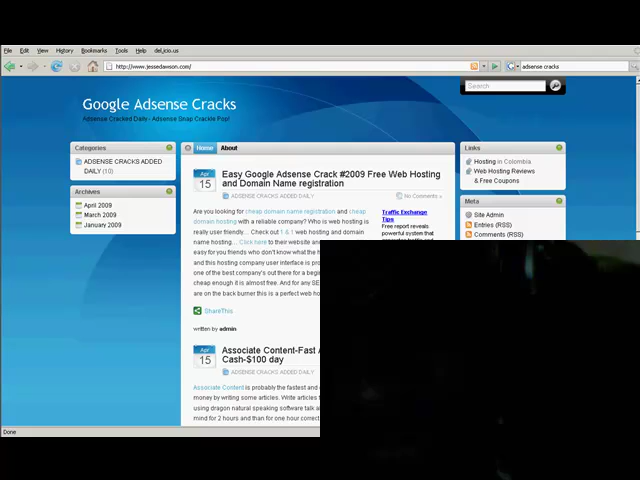 File Edit View History Bookmarks Tools Help del.icio.us
http://www.jessedawson.com/
adsense cracks
Search
Google Adsense Cracks
Adsense Cracked Daily - Adsense Snap Crackle Pop!
Categories
ADSENSE CRACKS ADDED
DAILY (10)
Archives
April 2009
March 2009
January 2009
Home About
Apr
15
Easy Google Adsense Crack #2009 Free Web Hosting
and Domain Name registration
ADSENSE CRACKS ADDED DAILY
No Comments »
Are you looking for cheap domain name registration and cheap
domain hosting with a reliable company? Who is web hosting is
really user friendly... Check out 1 & 1 web hosting and domain
name hosting... Click here to their website and
easy for you friends who don't know what the h
and this hosting company user interface is pro
one of the best company's out there for a begin
cheap enough it is almost free. And for any SE
are on the back burner this is a perfect web ho
Traffic Exchange
Tips
Free report reveals
powerful system that
ShareThis
written by admin
Apr
15
Associate Content-Fast
Cash-$100 day
ADSENSE CRACKS ADDED DAILY
Associate Content is probably the fastest and
money by writing some articles. Write articles
using dragon natural speaking software talk a
mind for 2 hours and than for one hour correct
Links
Hosting in Colombia
Web Hosting Reviews
& Free Coupons
Meta
Site Admin
Entries (RSS)
Comments (RSS)
Done